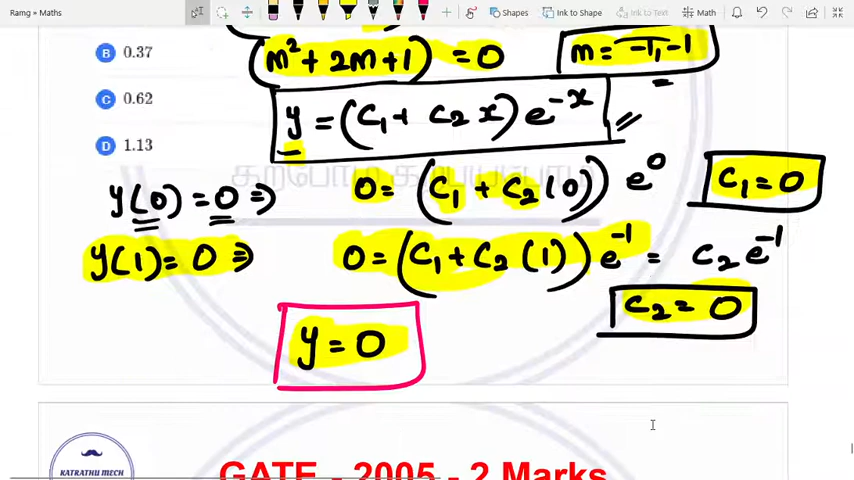 Ramg » Maths
Shapes
Ink to Shape
Ink to Text
Math
B 0.37
(m² + 2m + 1) = 0
m = -1, -1
C 0.62
y = (C₁ + C₂ x) e⁻ˣ
D 1.13
y(0) = 0 ⇒ 0 = (C₁ + C₂ (0)) e⁰
C₁ = 0
y(1) = 0 ⇒ 0 = (C₁ + C₂ (1)) e⁻¹ = C₂ e⁻¹
C₂ = 0
y = 0
KATRATHU MECH
GATE - 2005 - 2 Marks